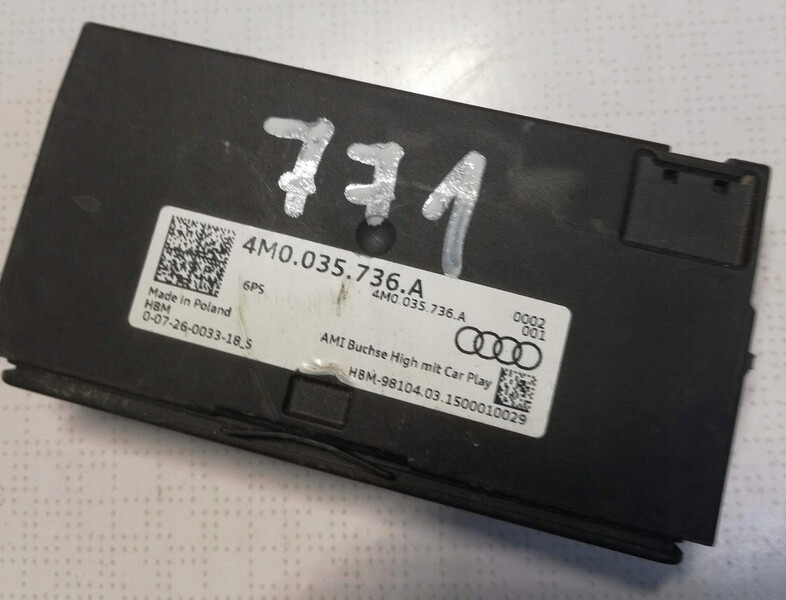 771
4M0.035.736.A
6PS
4M0.035.736.A
0002
001
Made in Poland
HBM
0-07-26-0033-18_S
AMI Buchse High mit Car Play
HBM-98104.03.1500010029